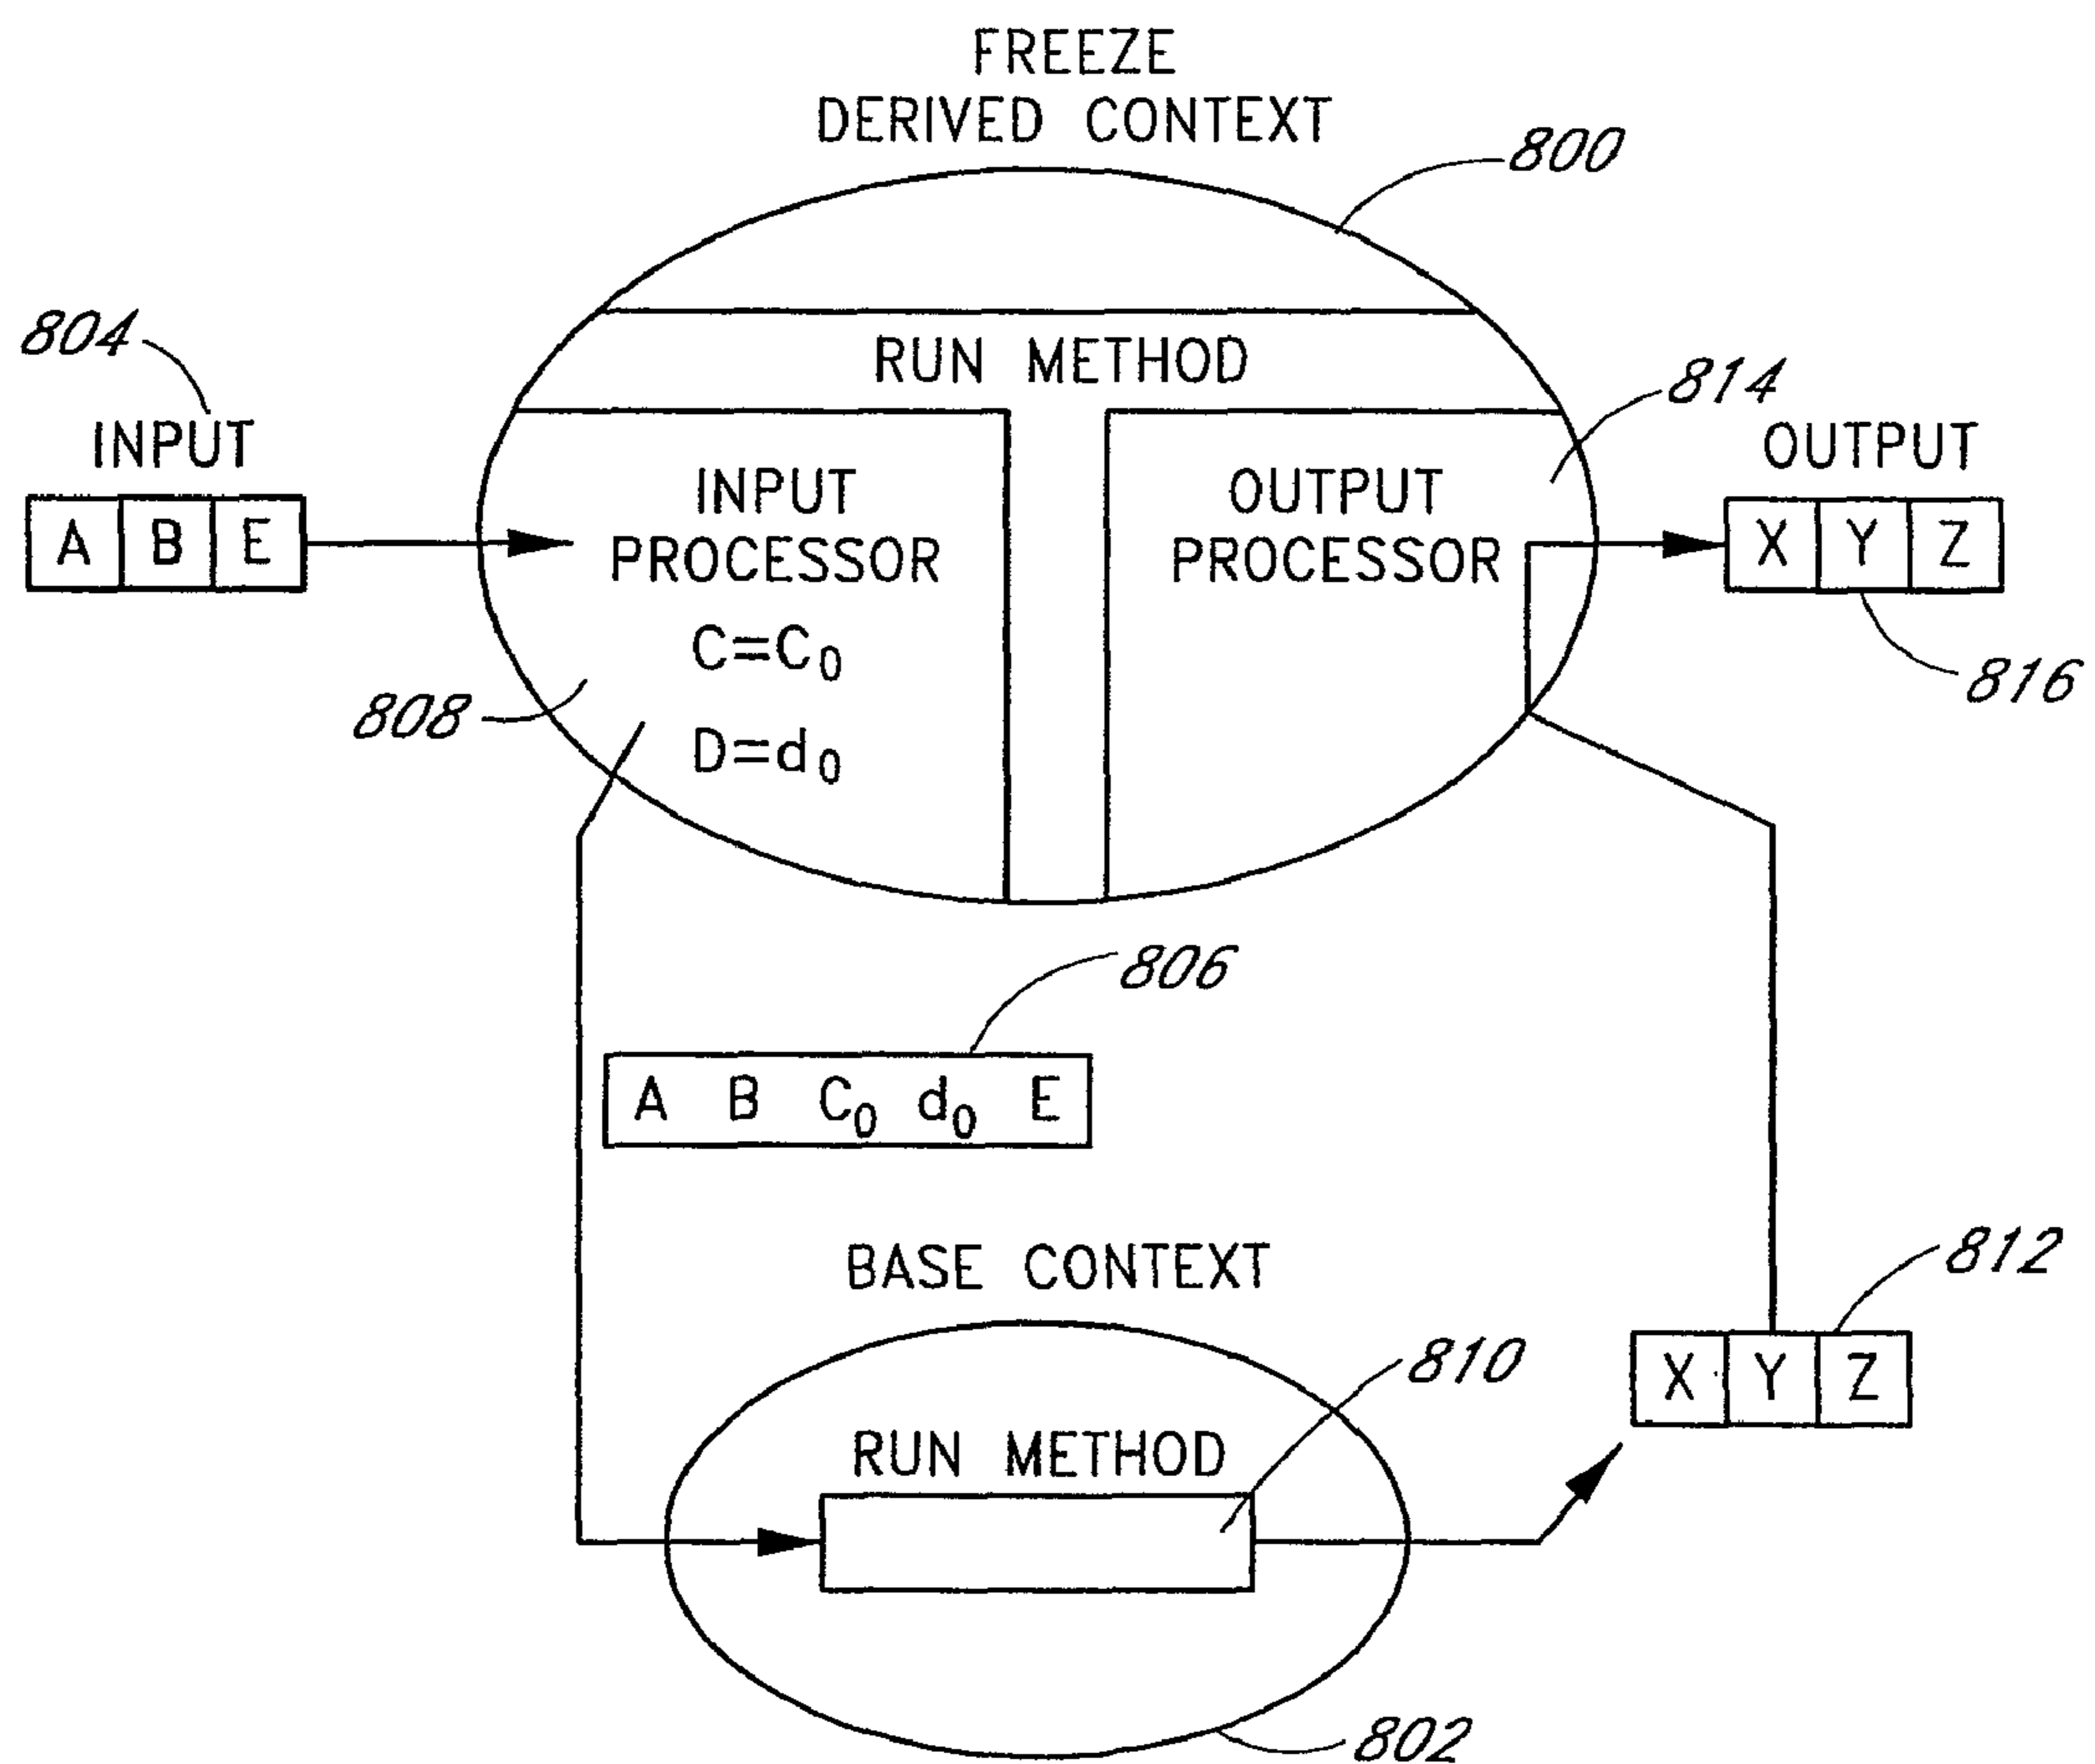 FREEZE
DERIVED CONTEXT
800
804
RUN METHOD
814
INPUT
OUTPUT
A B E
INPUT
PROCESSOR
OUTPUT
PROCESSOR
X Y Z
C=C₀
816
808
D=d₀
806
A B C₀ d₀ E
BASE CONTEXT
812
810
X Y Z
RUN METHOD
802